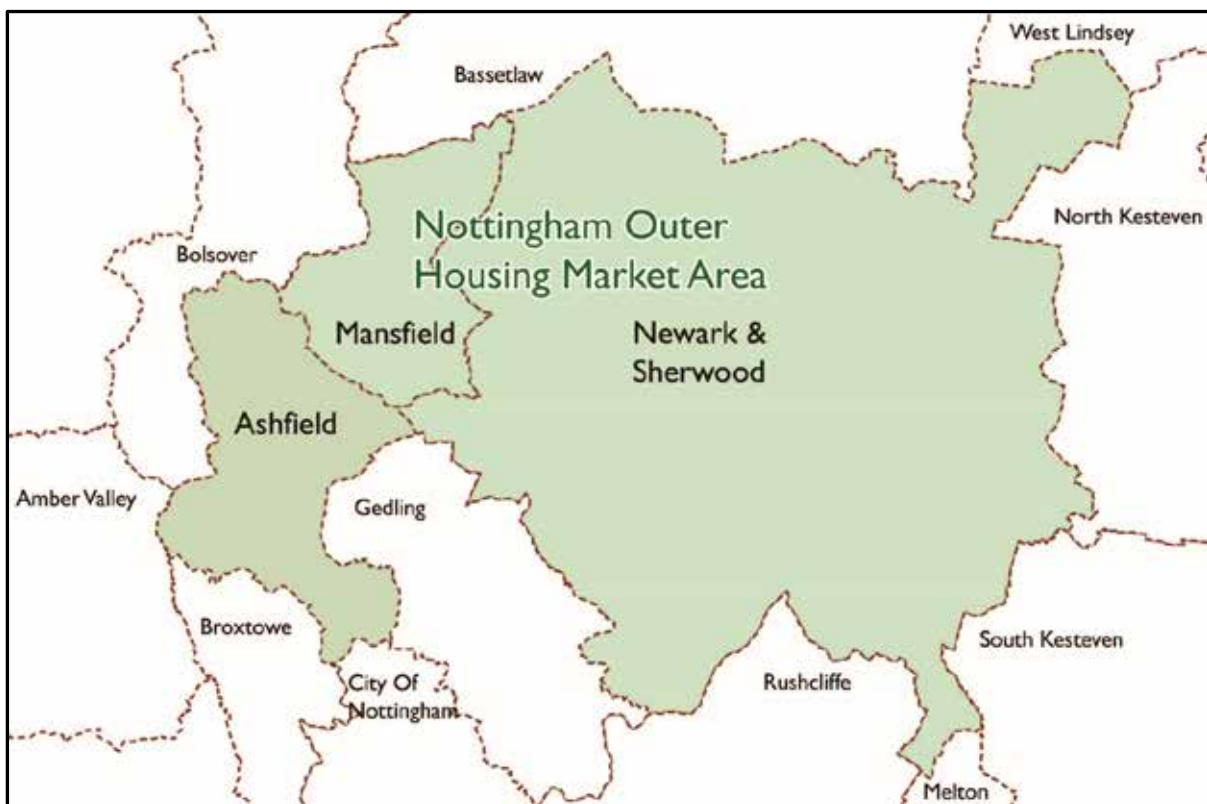 West Lindsey
Bassetlaw
North Kesteven
Nottingham Outer
Housing Market Area
Bolsover
Mansfield
Newark &
Sherwood
Ashfield
Amber Valley
Gedling
Broxtowe
South Kesteven
City Of
Nottingham
Rushcliffe
Melton